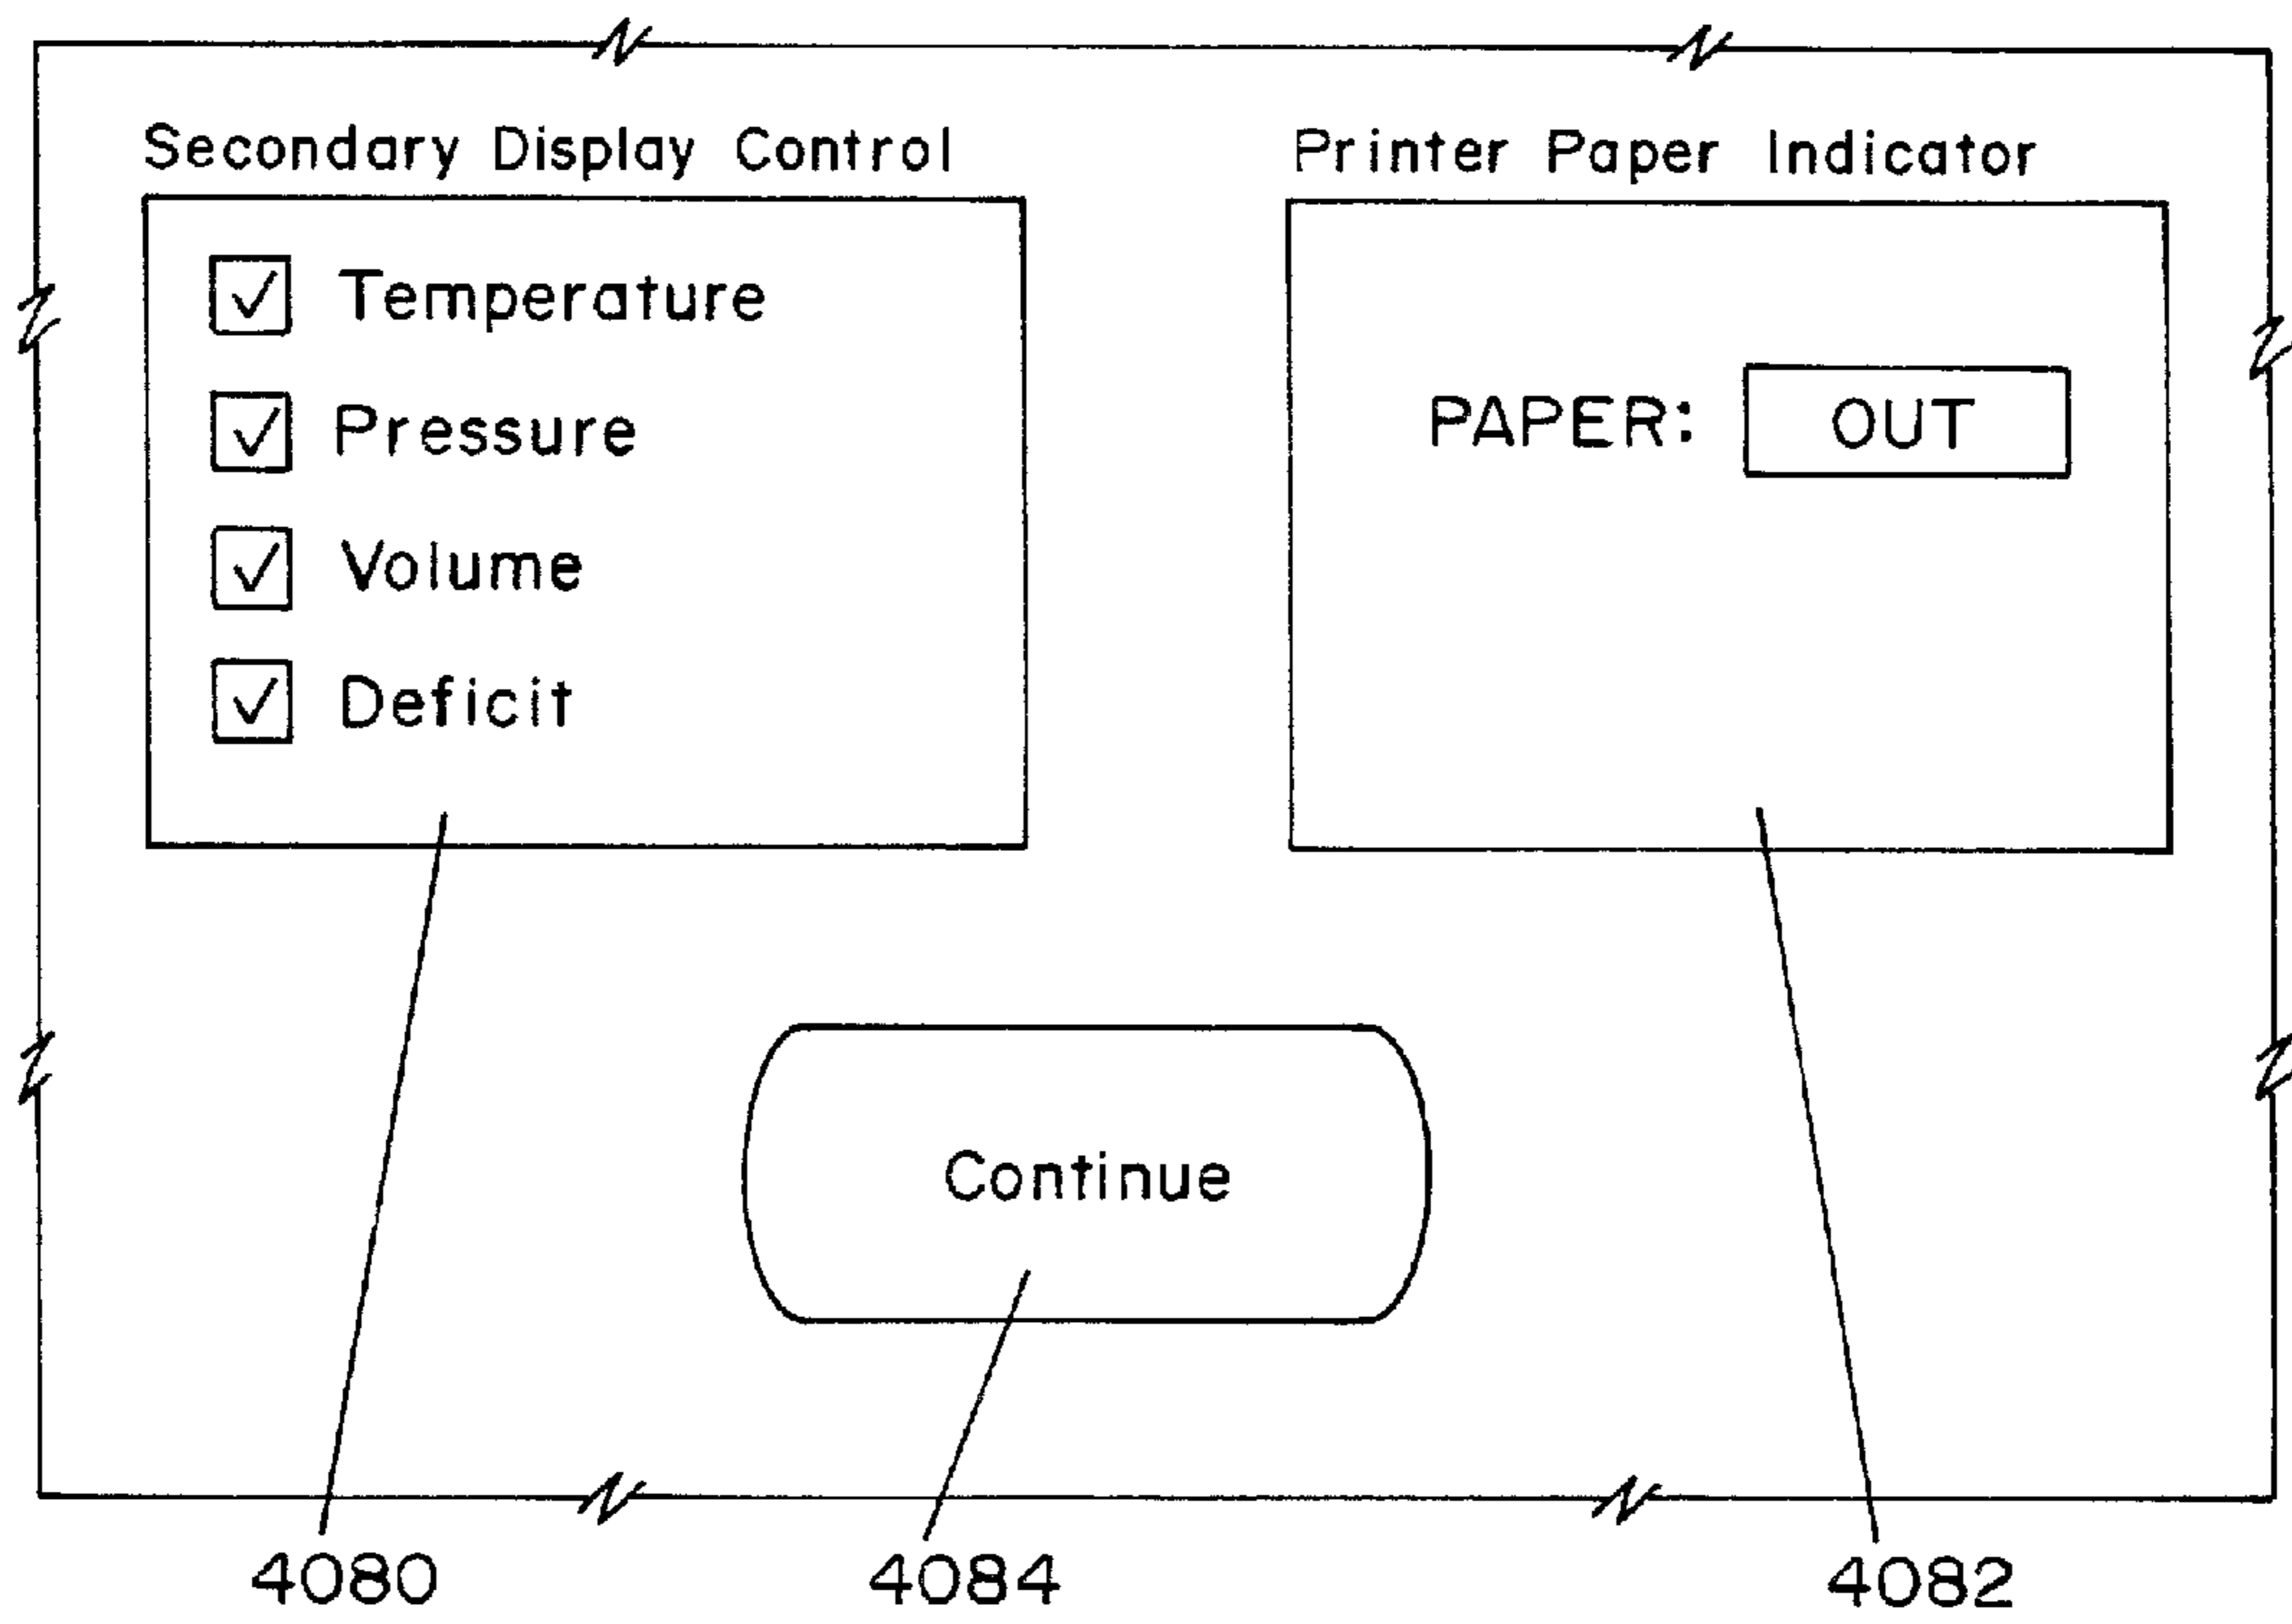 Secondary Display Control
Temperature
Pressure
Volume
Deficit
Printer Paper Indicator
PAPER: OUT
Continue
4080
4084
4082